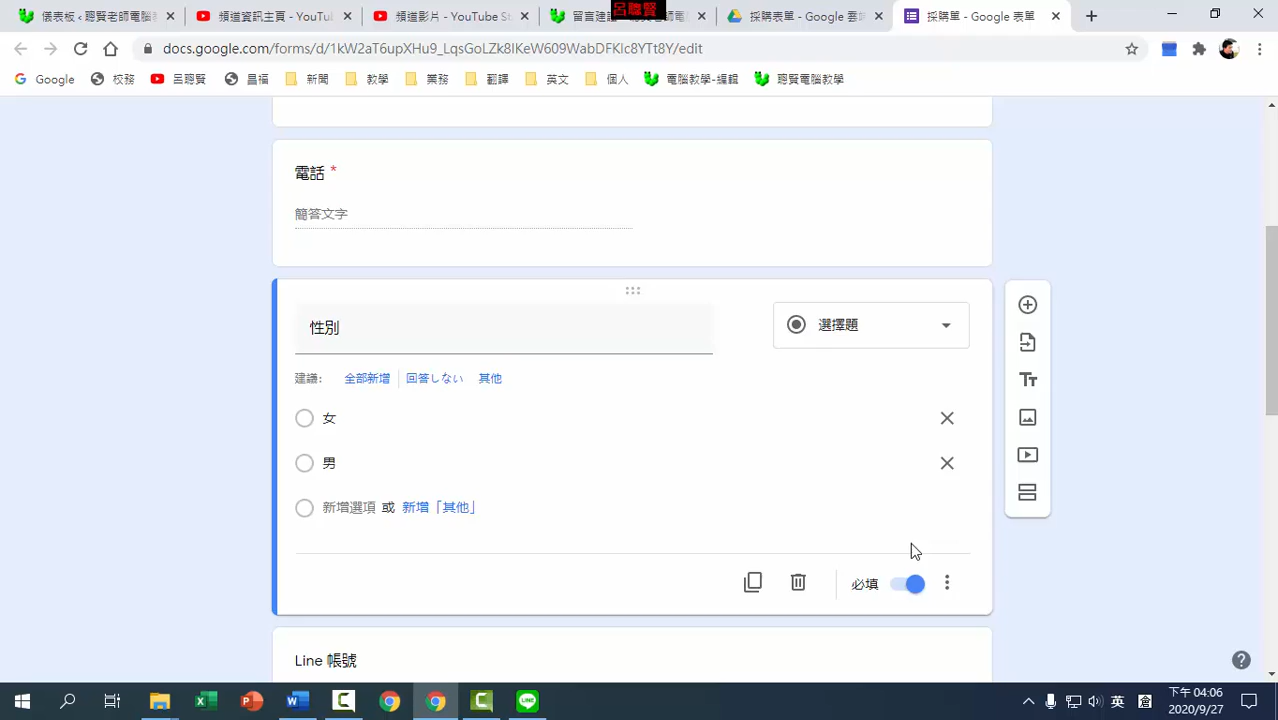 儀表板 ‹ 聰賢老師電腦教
頻道資訊主頁 - YouTu
頻道影片 - YouTube S
留言建議
呂聰賢
採購表單 - Google 雲端
採購單 - Google 表單
docs.google.com/forms/d/1kW2aT6upXHu9_LqsGoLZk8IKeW609WabDFKlc8YTt8Y/edit
Google 校務 呂聰賢 昌福 新聞 教學 業務 翻譯 英文 個人 電腦教學-編輯 聰賢電腦教學
電話 *
簡答文字
性別
選擇題
建議: 全部新增 回答しない 其他
女
男
新增選項 或 新增「其他」
必填
Line 帳號
英
下午 04:06
2020/9/27